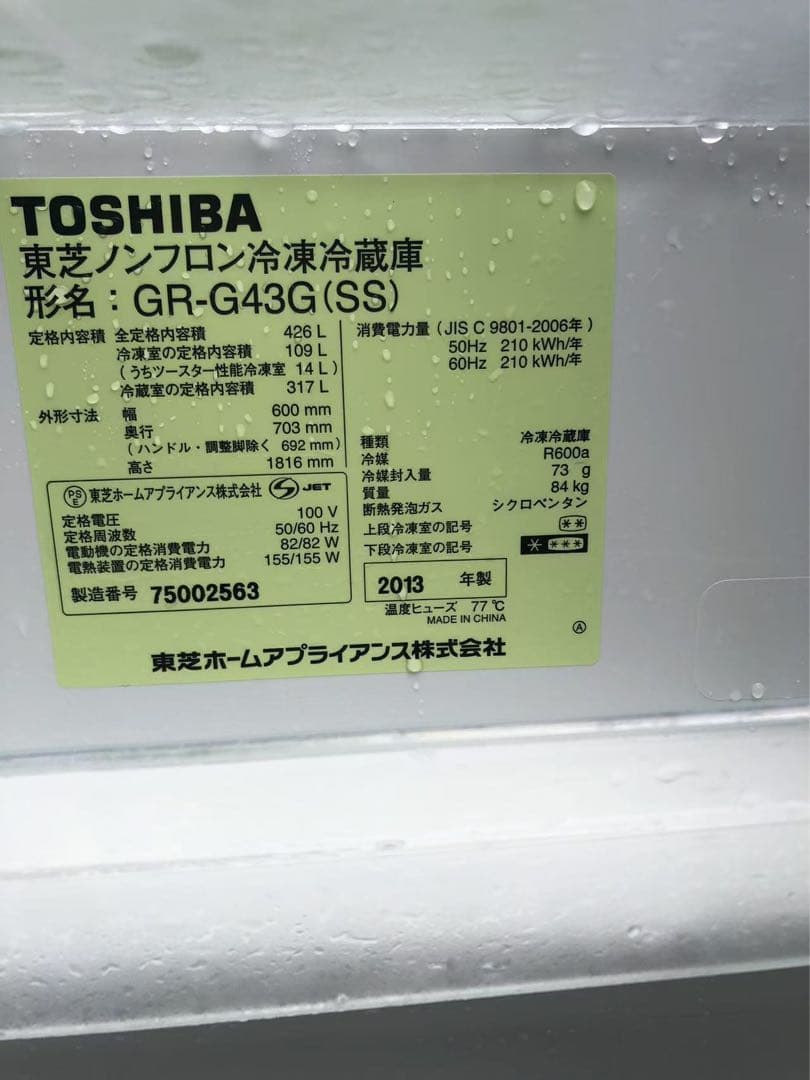 TOSHIBA
東芝ノンフロン冷凍冷蔵庫
形名：GR-G43G(SS)
定格内容積 全定格内容積 426 L
冷凍室の定格内容積 109 L
(うちツースター性能冷凍室 14 L)
冷蔵室の定格内容積 317 L
外形寸法 幅 600 mm
奥行 703 mm
(ハンドル・調整脚除く 692 mm)
高さ 1816 mm
消費電力量 (JIS C 9801-2006年)
50Hz 210 kWh/年
60Hz 210 kWh/年
種類 冷凍冷蔵庫
冷媒 R600a
冷媒封入量 73 g
質量 84 kg
断熱発泡ガス シクロペンタン
上段冷凍室の記号 **
下段冷凍室の記号 * ***
PSE 東芝ホームアプライアンス株式会社 JET
定格電圧 100 V
定格周波数 50/60 Hz
電動機の定格消費電力 82/82 W
電熱装置の定格消費電力 155/155 W
製造番号 75002563
2013 年製
温度ヒューズ 77℃
MADE IN CHINA
Ⓐ
東芝ホームアプライアンス株式会社